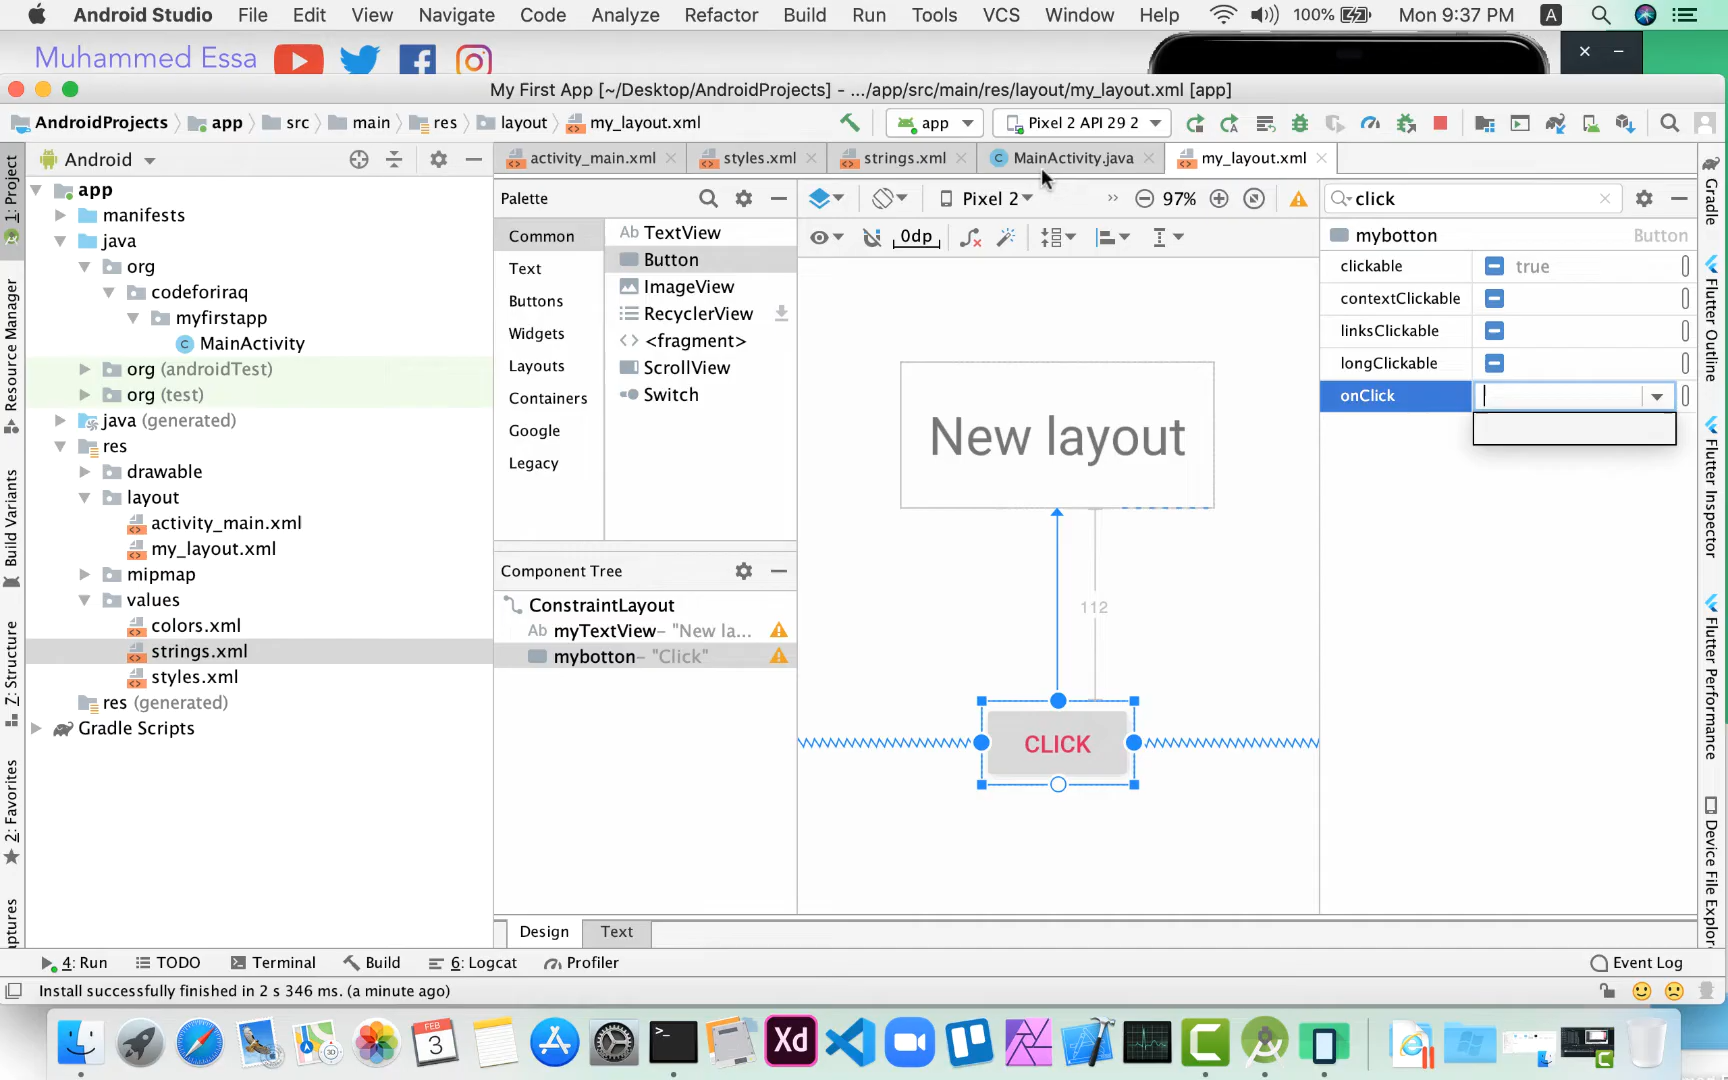 Android Studio File Edit View Navigate Code Analyze Refactor Build Run Tools VCS Window Help 100% Mon 9:37 PM A
Muhammed Essa
My First App [~/Desktop/AndroidProjects] - .../app/src/main/res/layout/my_layout.xml [app]
AndroidProjects app src main res layout my_layout.xml app Pixel 2 API 29 2
Android activity_main.xml styles.xml strings.xml MainActivity.java my_layout.xml
1: Project
Resource Manager
Build Variants
7: Structure
2: Favorites
app
manifests
java
org
codeforiraq
myfirstapp
MainActivity
org (androidTest)
org (test)
java (generated)
res
drawable
layout
activity_main.xml
my_layout.xml
mipmap
values
colors.xml
strings.xml
styles.xml
res (generated)
Gradle Scripts
Palette
Common
Text
Buttons
Widgets
Layouts
Containers
Google
Legacy
Ab TextView
Button
ImageView
RecyclerView
<fragment>
ScrollView
Switch
Component Tree
ConstraintLayout
Ab myTextView– "New la...
mybotton– "Click"
Pixel 2 97%
0dp
New layout
112
CLICK
click
mybotton Button
clickable true
contextClickable
linksClickable
longClickable
onClick
Gradle
Flutter Outline
Flutter Inspector
Flutter Performance
Device File Explor
Design Text
4: Run TODO Terminal Build 6: Logcat Profiler Event Log
Install successfully finished in 2 s 346 ms. (a minute ago)
FEB
3
Xd